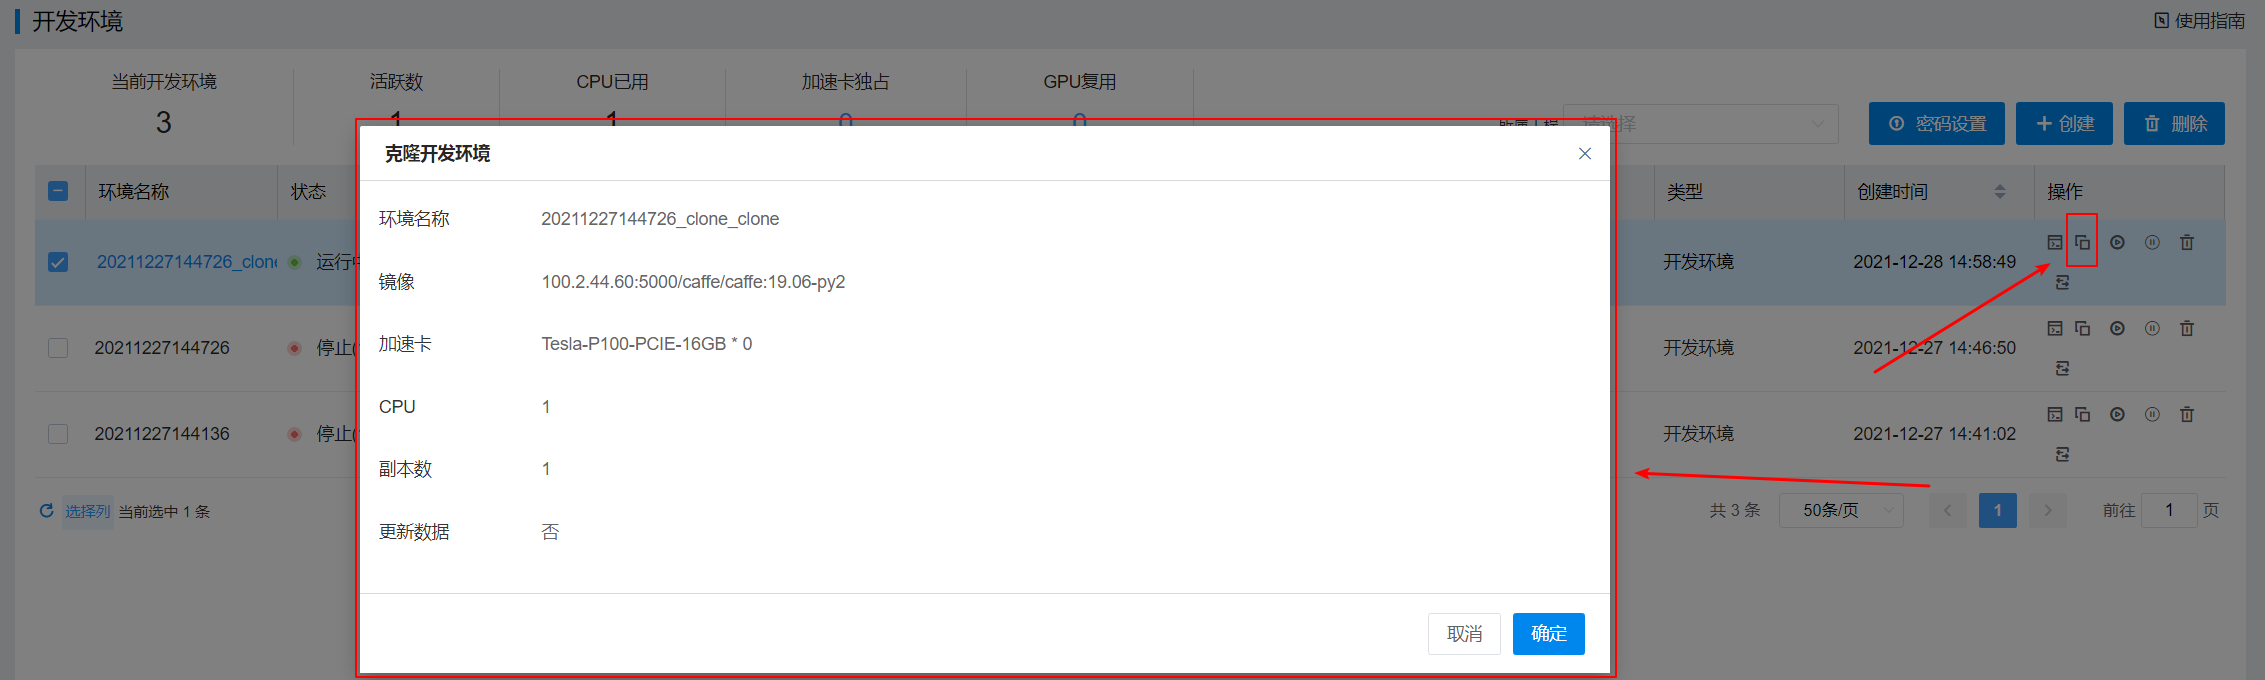 开发环境
使用指南
当前开发环境 活跃数 CPU已用 加速卡独占 GPU复用
3 1 1 0 0
所属工程 请选择 密码设置 创建 删除
环境名称 状态 类型 创建时间 操作
20211227144726_clone 运行中 开发环境 2021-12-28 14:58:49
20211227144726 停止( 开发环境 2021-12-27 14:46:50
20211227144136 停止( 开发环境 2021-12-27 14:41:02
选择列 当前选中 1 条 共 3 条 50条/页 1 前往 1 页
克隆开发环境
环境名称 20211227144726_clone_clone
镜像 100.2.44.60:5000/caffe/caffe:19.06-py2
加速卡 Tesla-P100-PCIE-16GB * 0
CPU 1
副本数 1
更新数据 否
取消 确定